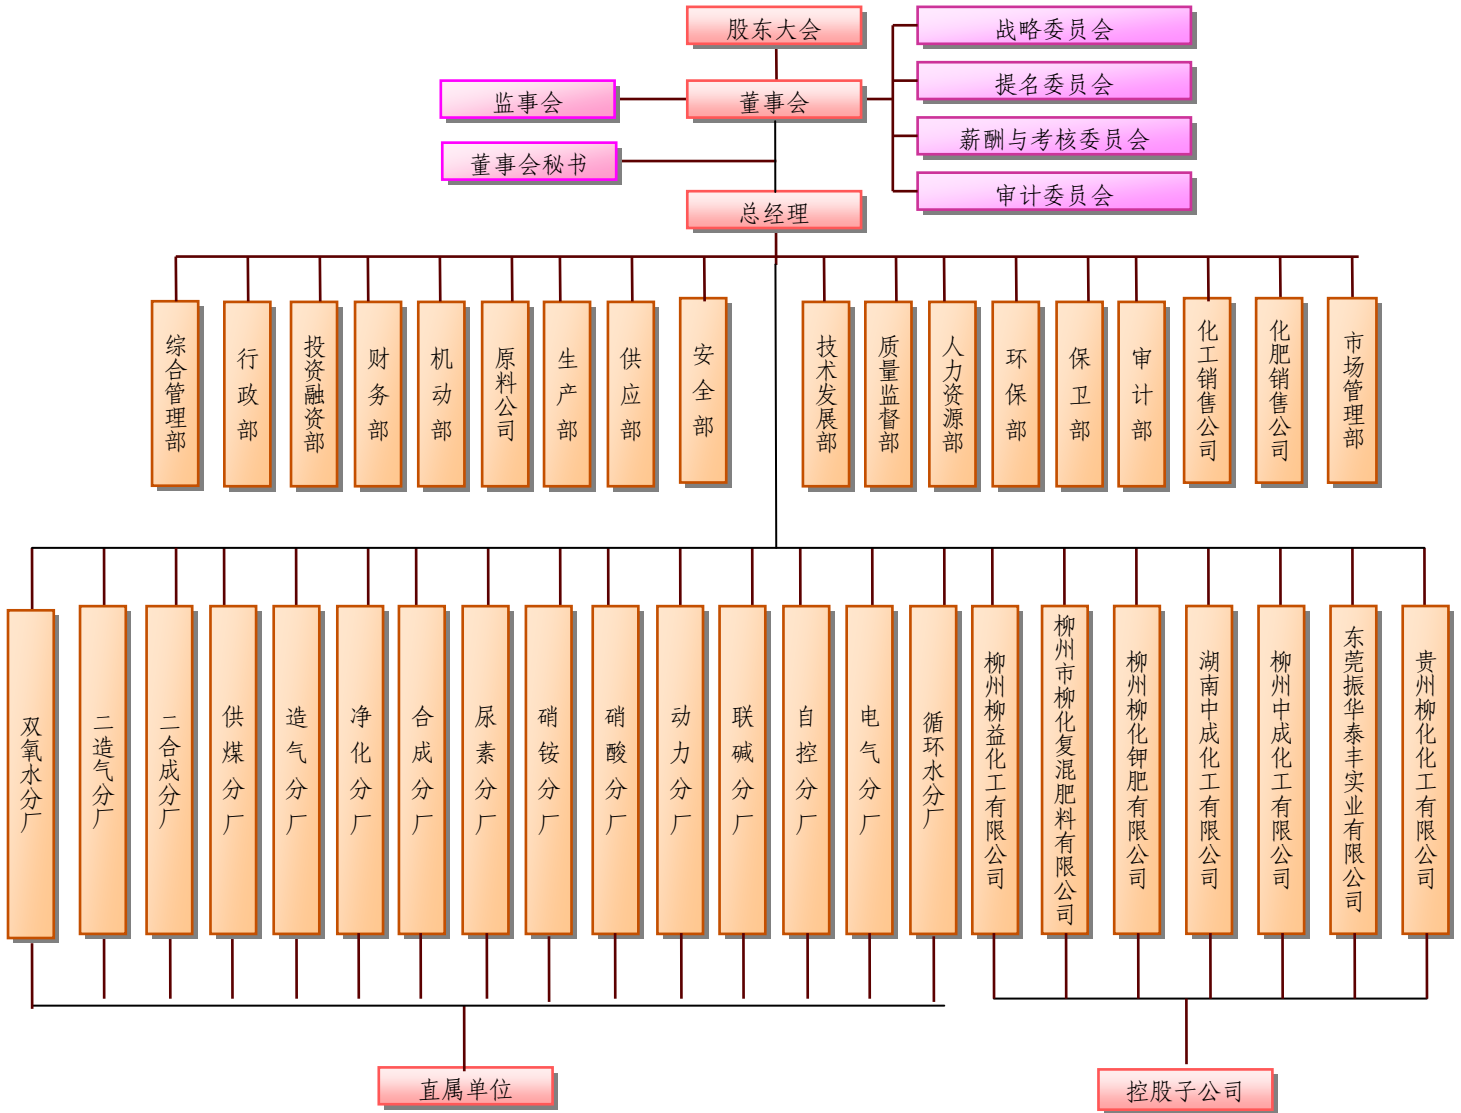 股东大会
战略委员会
提名委员会
监事会
董事会
薪酬与考核委员会
董事会秘书
审计委员会
总经理
综合管理部
行政部
投资融资部
财务部
机动部
原料公司
生产部
供应部
安全部
技术发展部
质量监督部
人力资源部
环保部
保卫部
审计部
化工销售公司
化肥销售公司
市场管理部
双氧水分厂
二造气分厂
二合成分厂
供煤分厂
造气分厂
净化分厂
合成分厂
尿素分厂
硝铵分厂
硝酸分厂
动力分厂
联碱分厂
自控分厂
电气分厂
循环水分厂
柳州柳益化工有限公司
柳州市柳化复混肥料有限公司
柳州柳化钾肥有限公司
湖南中成化工有限公司
柳州中成化工有限公司
东莞振华泰丰实业有限公司
贵州柳化化工有限公司
直属单位
控股子公司